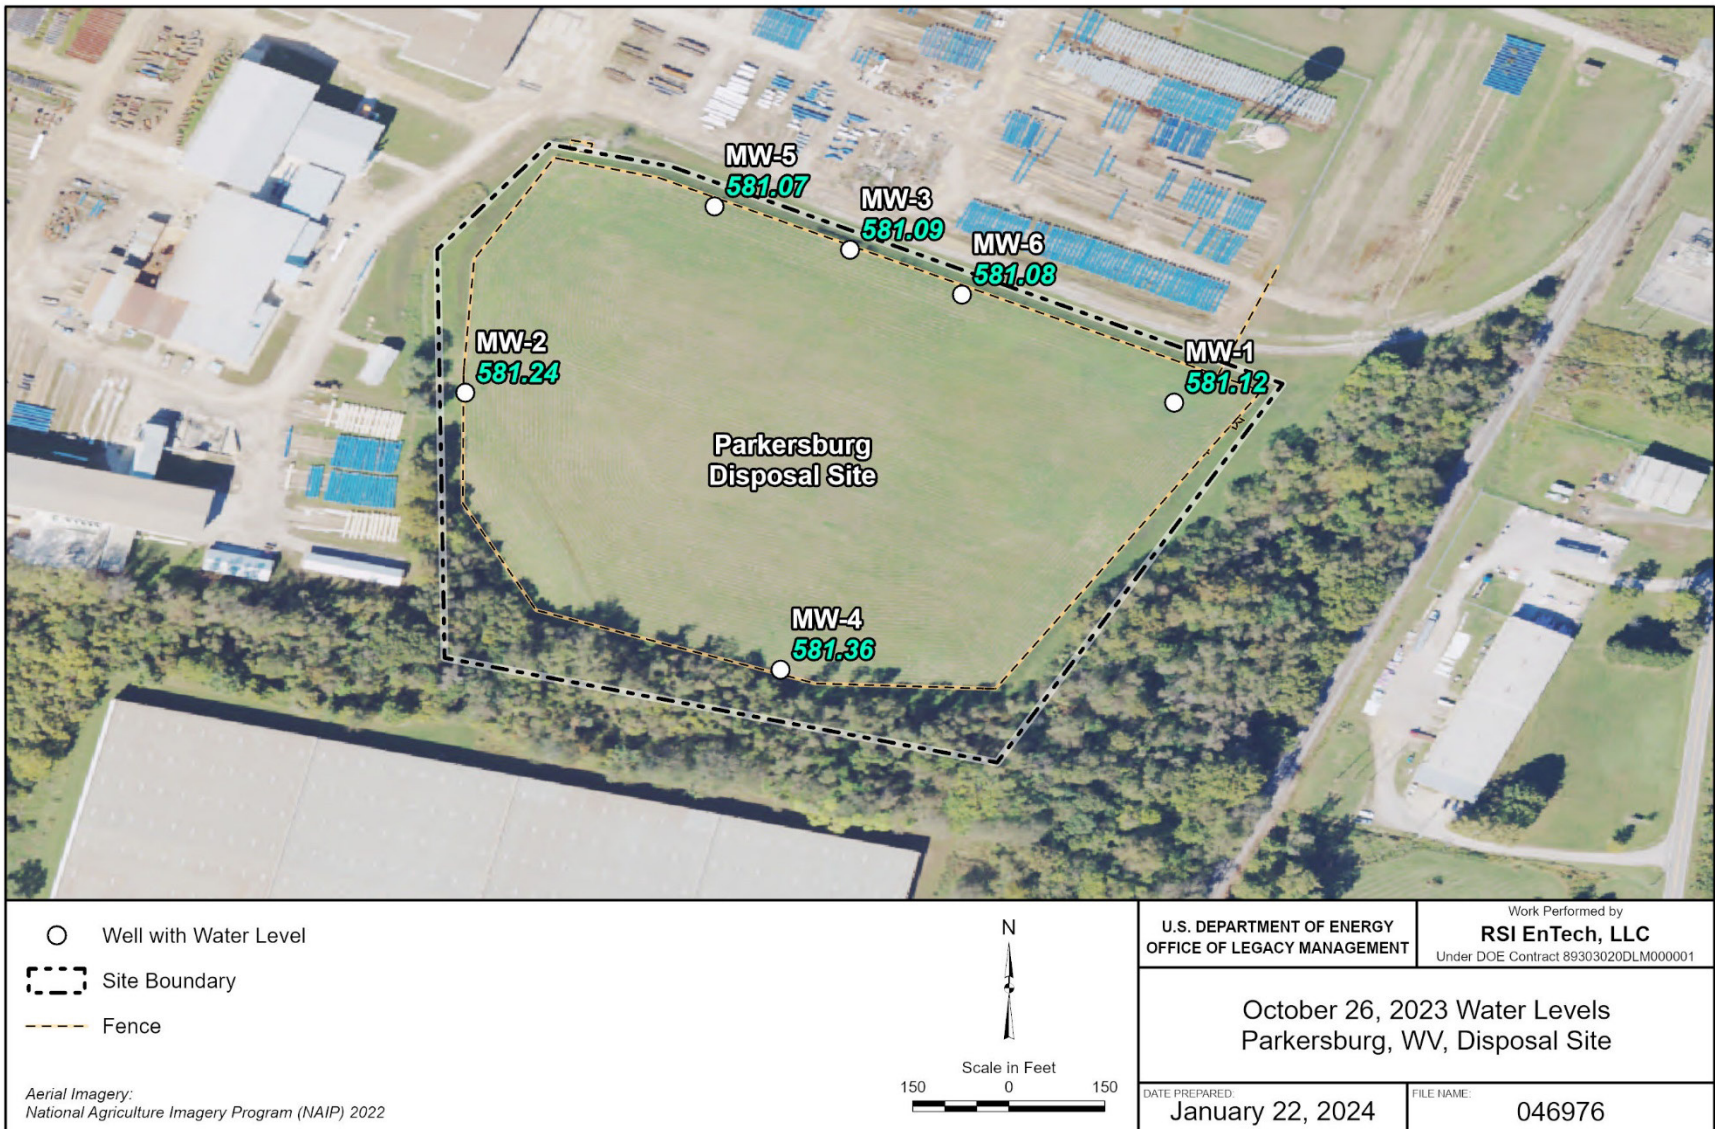 MW-5
581.07
MW-3
581.09
MW-6
581.08
MW-2
581.24
MW-1
581.12
Parkersburg
Disposal Site
MW-4
581.36
Well with Water Level
Site Boundary
Fence
Aerial Imagery:
National Agriculture Imagery Program (NAIP) 2022
N
Scale in Feet
150 0 150
U.S. DEPARTMENT OF ENERGY
OFFICE OF LEGACY MANAGEMENT
Work Performed by
RSI EnTech, LLC
Under DOE Contract 89303020DLM000001
October 26, 2023 Water Levels
Parkersburg, WV, Disposal Site
DATE PREPARED:
January 22, 2024
FILE NAME:
046976